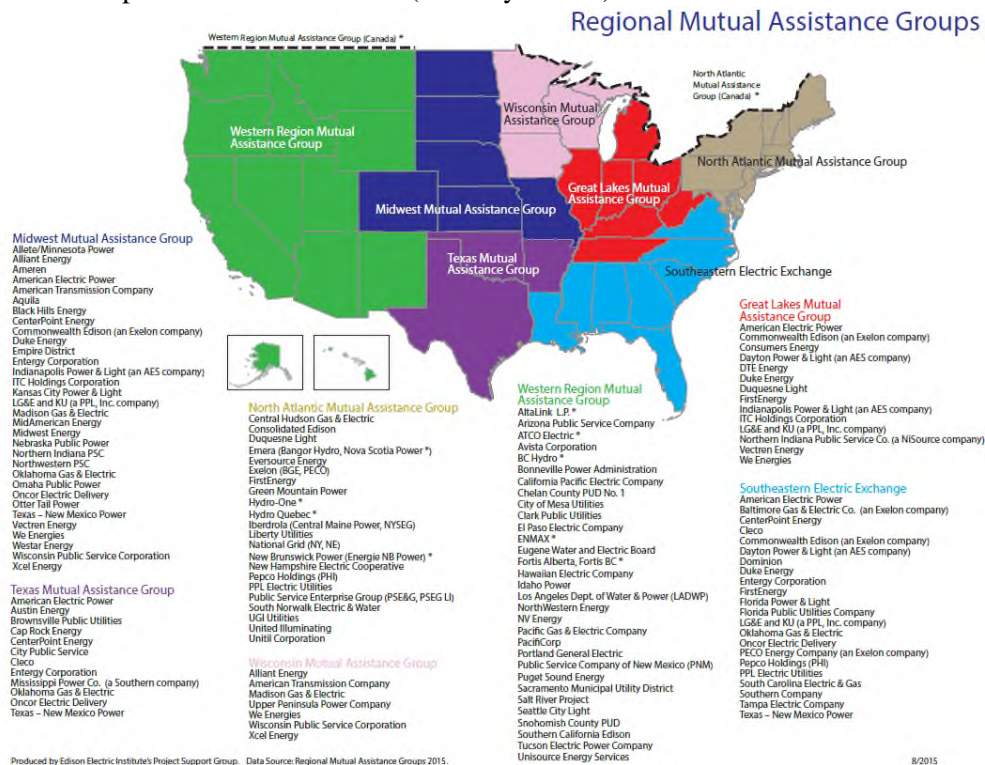 Regional Mutual Assistance Groups
Western Region Mutual Assistance Group (Canada) *
North Atlantic
Mutual Assistance
Group (Canada) *
Wisconsin Mutual
Assistance Group
Western Region Mutual
Assistance Group
North Atlantic Mutual Assistance Group
Great Lakes Mutual
Assistance Group
Midwest Mutual Assistance Group
Texas Mutual
Assistance Group
Southeastern Electric Exchange
Midwest Mutual Assistance Group
Allete/Minnesota Power
Alliant Energy
Ameren
American Electric Power
American Transmission Company
Aquila
Black Hills Energy
CenterPoint Energy
Commonwealth Edison (an Exelon company)
Duke Energy
Empire District
Entergy Corporation
Indianapolis Power & Light (an AES company)
ITC Holdings Corporation
Kansas City Power & Light
LG&E and KU (a PPL, Inc. company)
Madison Gas & Electric
MidAmerican Energy
Midwest Energy
Nebraska Public Power
Northern Indiana PSC
Northwestern PSC
Oklahoma Gas & Electric
Omaha Public Power
Oncor Electric Delivery
Otter Tail Power
Texas – New Mexico Power
Vectren Energy
We Energies
Westar Energy
Wisconsin Public Service Corporation
Xcel Energy
Texas Mutual Assistance Group
American Electric Power
Austin Energy
Brownsville Public Utilities
Cap Rock Energy
CenterPoint Energy
City Public Service
Cleco
Entergy Corporation
Mississippi Power Co. (a Southern company)
Oklahoma Gas & Electric
Oncor Electric Delivery
Texas – New Mexico Power
North Atlantic Mutual Assistance Group
Central Hudson Gas & Electric
Consolidated Edison
Duquesne Light
Emera (Bangor Hydro, Nova Scotia Power *)
Eversource Energy
Exelon (BGE, PECO)
FirstEnergy
Green Mountain Power
Hydro-One *
Hydro Quebec *
Iberdrola (Central Maine Power, NYSEG)
Liberty Utilities
National Grid (NY, NE)
New Brunswick Power (Energie NB Power) *
New Hampshire Electric Cooperative
Pepco Holdings (PHI)
PPL Electric Utilities
Public Service Enterprise Group (PSE&G, PSEG LI)
South Norwalk Electric & Water
UGI Utilities
United Illuminating
Unitil Corporation
Wisconsin Mutual Assistance Group
Alliant Energy
American Transmission Company
Madison Gas & Electric
Upper Peninsula Power Company
We Energies
Wisconsin Public Service Corporation
Xcel Energy
Western Region Mutual
Assistance Group
AltaLink L.P. *
Arizona Public Service Company
ATCO Electric *
Avista Corporation
BC Hydro *
Bonneville Power Administration
California Pacific Electric Company
Chelan County PUD No. 1
City of Mesa Utilities
Clark Public Utilities
El Paso Electric Company
ENMAX *
Eugene Water and Electric Board
Fortis Alberta, Fortis BC *
Hawaiian Electric Company
Idaho Power
Los Angeles Dept. of Water & Power (LADWP)
NorthWestern Energy
NV Energy
Pacific Gas & Electric Company
PacifiCorp
Portland General Electric
Public Service Company of New Mexico (PNM)
Puget Sound Energy
Sacramento Municipal Utility District
Salt River Project
Seattle City Light
Snohomish County PUD
Southern California Edison
Tucson Electric Power Company
Unisource Energy Services
Great Lakes Mutual
Assistance Group
American Electric Power
Commonwealth Edison (an Exelon company)
Consumers Energy
Dayton Power & Light (an AES company)
DTE Energy
Duke Energy
Duquesne Light
FirstEnergy
Indianapolis Power & Light (an AES company)
ITC Holdings Corporation
LG&E and KU (a PPL, Inc. company)
Northern Indiana Public Service Co. (a NiSource company)
Vectren Energy
We Energies
Southeastern Electric Exchange
American Electric Power
Baltimore Gas & Electric Co. (an Exelon company)
CenterPoint Energy
Cleco
Commonwealth Edison (an Exelon company)
Dayton Power & Light (an AES company)
Dominion
Duke Energy
Entergy Corporation
FirstEnergy
Florida Power & Light
Florida Public Utilities Company
LG&E and KU (a PPL, Inc. company)
Oklahoma Gas & Electric
Oncor Electric Delivery
PECO Energy Company (an Exelon company)
Pepco Holdings (PHI)
PPL Electric Utilities
South Carolina Electric & Gas
Southern Company
Tampa Electric Company
Texas – New Mexico Power
Produced by Edison Electric Institute's Project Support Group. Data Source: Regional Mutual Assistance Groups 2015.
8/2015